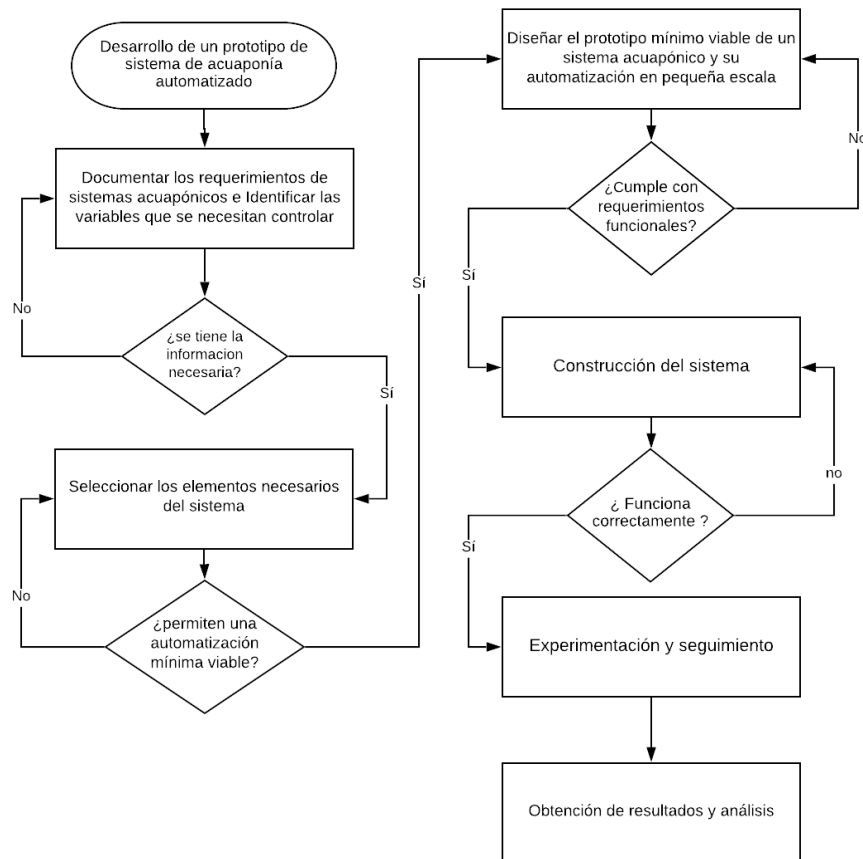 Desarrollo de un prototipo de
sistema de acuaponía
automatizado
Documentar los requerimientos de
sistemas acuapónicos e Identificar las
variables que se necesitan controlar
No
¿se tiene la
informacion
necesaria?
Sí
Seleccionar los elementos necesarios
del sistema
No
¿permiten una
automatización
mínima viable?
Sí
Diseñar el prototipo mínimo viable de un
sistema acuapónico y su
automatización en pequeña escala
No
¿Cumple con
requerimientos
funcionales?
Sí
Construcción del sistema
no
¿ Funciona
correctamente ?
Sí
Experimentación y seguimiento
Obtención de resultados y análisis